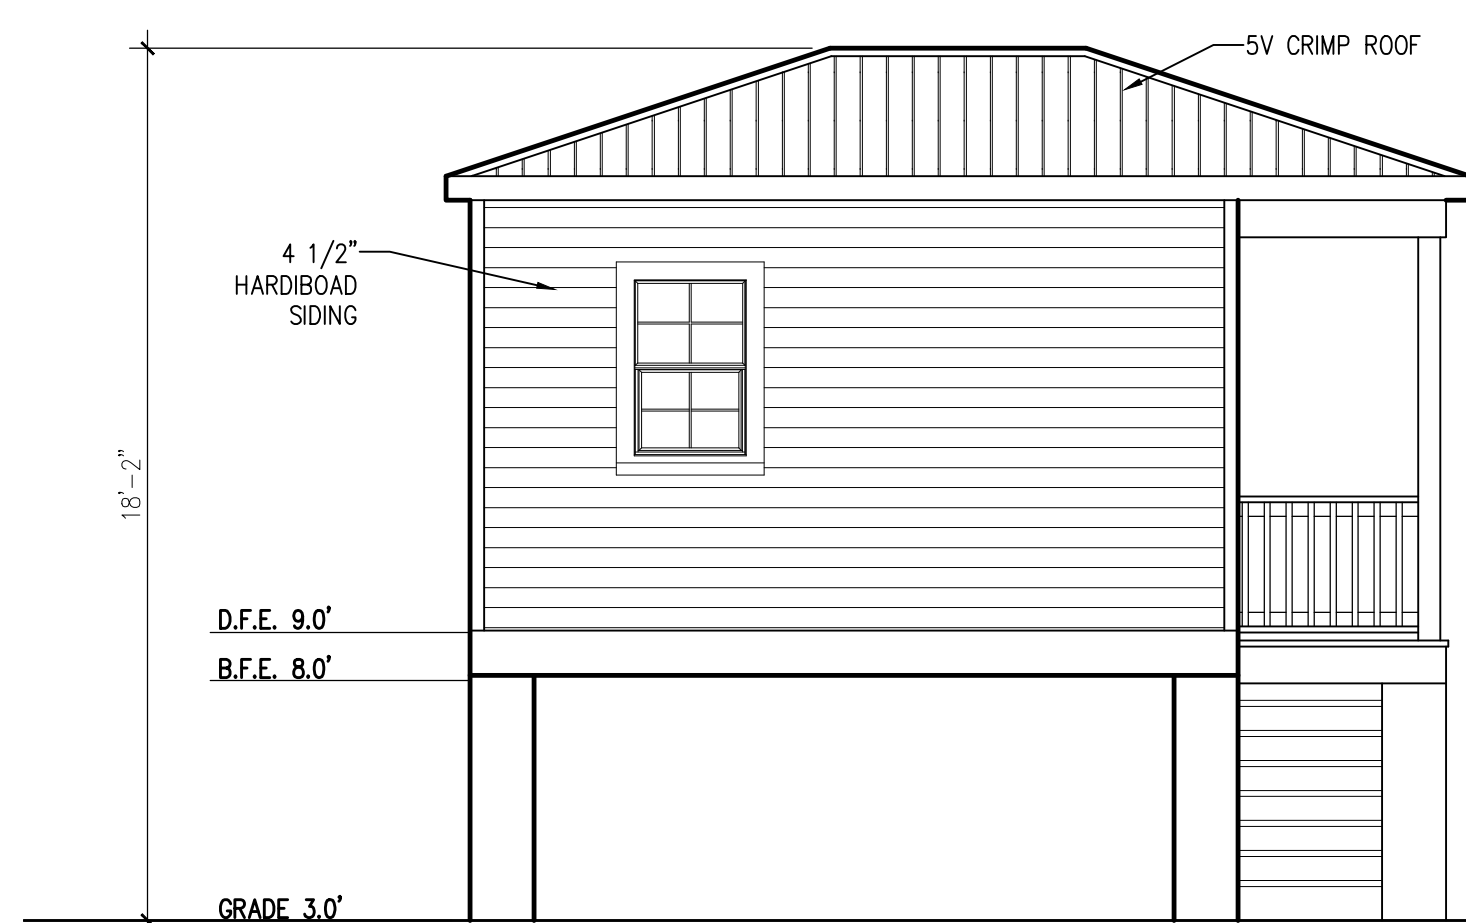 5V CRIMP ROOF
4 1/2"
HARDIBOAD
SIDING
18'-2"
D.F.E. 9.0'
B.F.E. 8.0'
GRADE 3.0'